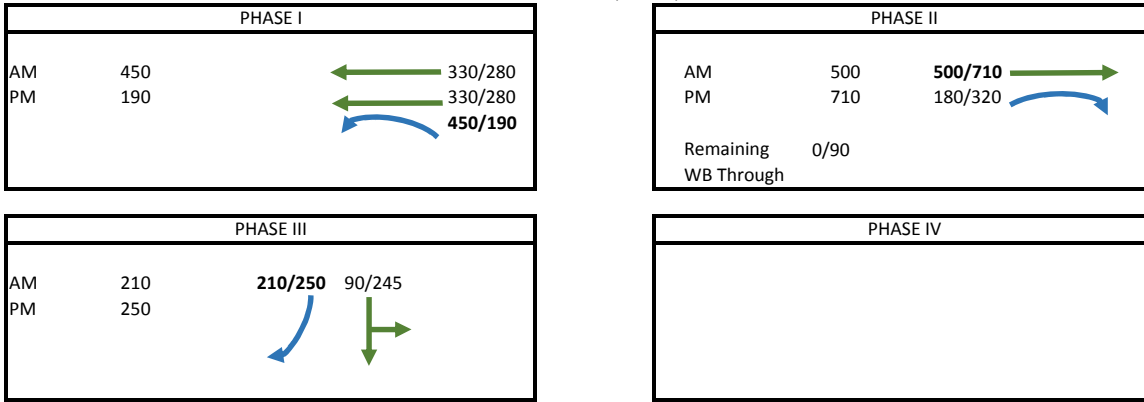 PHASE I
AM 450 330/280
PM 190 330/280
450/190
PHASE II
AM 500 500/710
PM 710 180/320
Remaining 0/90
WB Through
PHASE III
AM 210 210/250 90/245
PM 250
PHASE IV